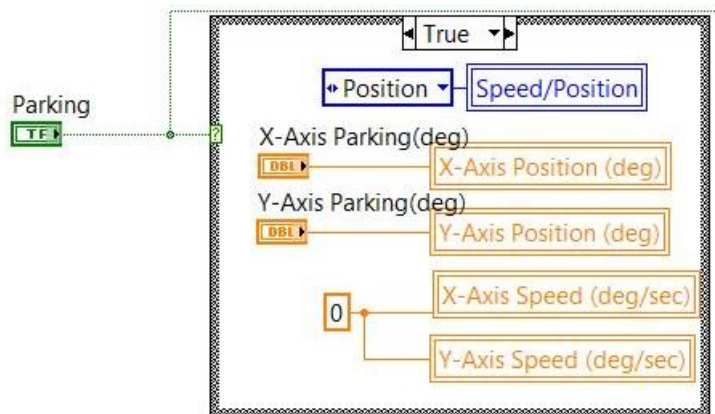 True
Position
Speed/Position
Parking
TF
?
X-Axis Parking(deg)
DBL
X-Axis Position (deg)
Y-Axis Parking(deg)
DBL
Y-Axis Position (deg)
X-Axis Speed (deg/sec)
0
Y-Axis Speed (deg/sec)